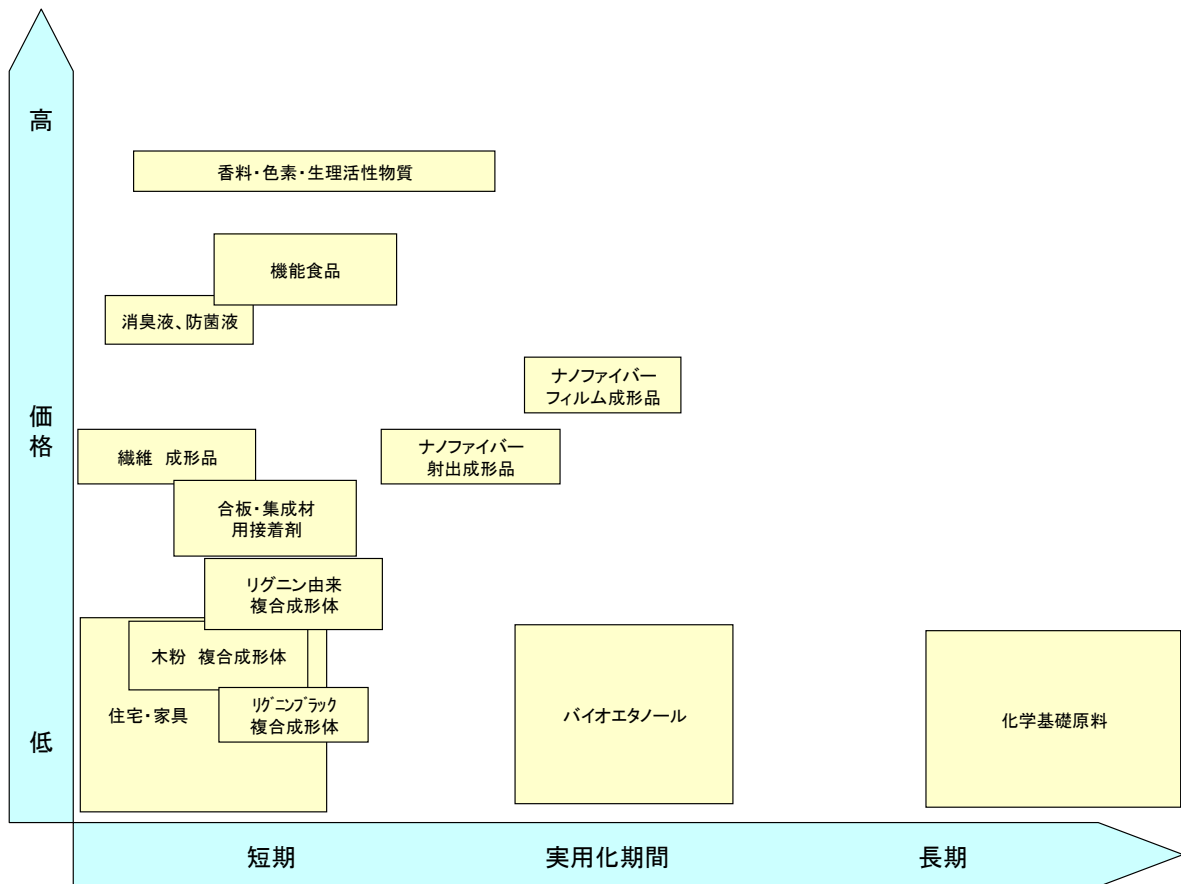 高
香料・色素・生理活性物質
機能食品
消臭液、防菌液
ナノファイバー
フィルム成形品
価
格
繊維 成形品
ナノファイバー
射出成形品
合板・集成材
用接着剤
リグニン由来
複合成形体
木粉 複合成形体
住宅・家具
ﾘｸﾞﾆﾝﾌﾞﾗｯｸ
複合成形体
バイオエタノール
化学基礎原料
低
短期
実用化期間
長期